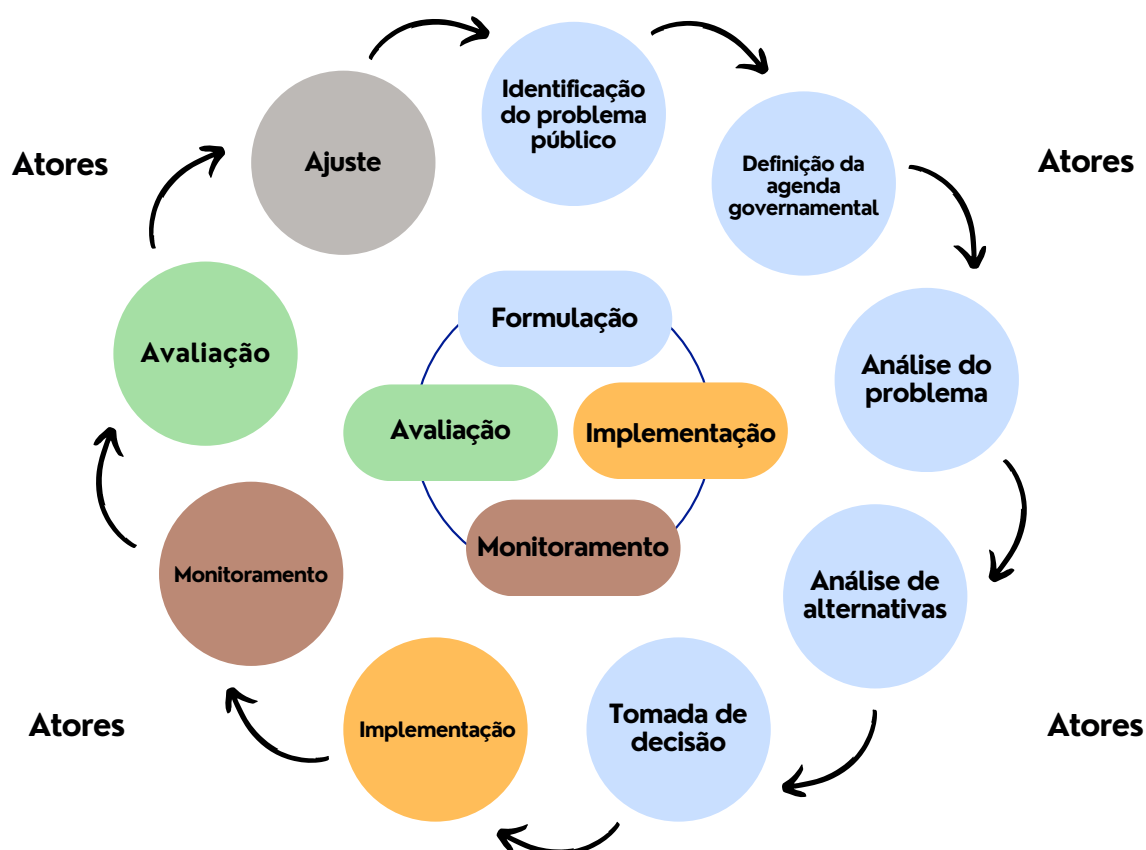 Identificação
do problema
público
Definição da
agenda
governamental
Análise do
problema
Análise de
alternativas
Tomada de
decisão
Implementação
Monitoramento
Avaliação
Ajuste
Formulação
Implementação
Monitoramento
Avaliação
Atores
Atores
Atores
Atores